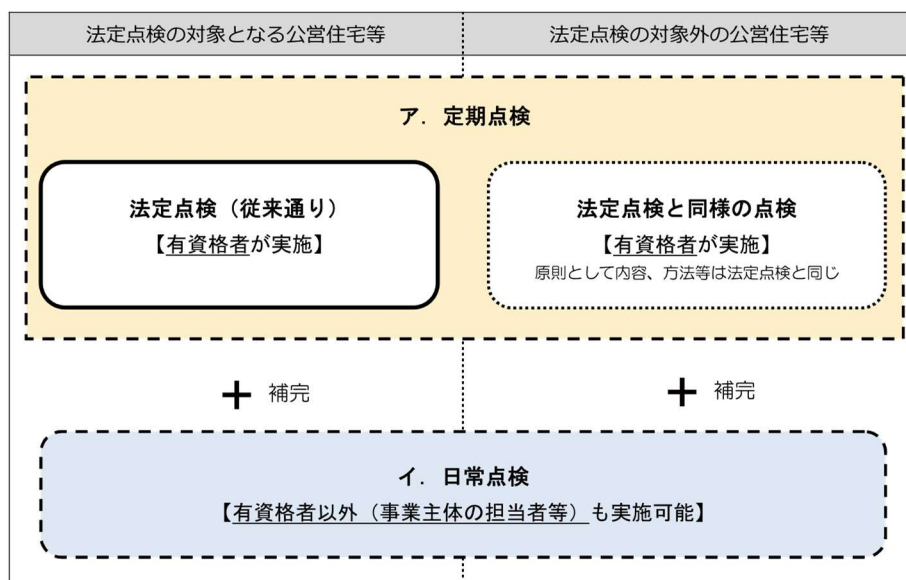 法定点検の対象となる公営住宅等
法定点検の対象外の公営住宅等
ア．定期点検
法定点検（従来通り）
【有資格者が実施】
法定点検と同様の点検
【有資格者が実施】
原則として内容、方法等は法定点検と同じ
＋ 補完
＋ 補完
イ．日常点検
【有資格者以外（事業主体の担当者等）も実施可能】